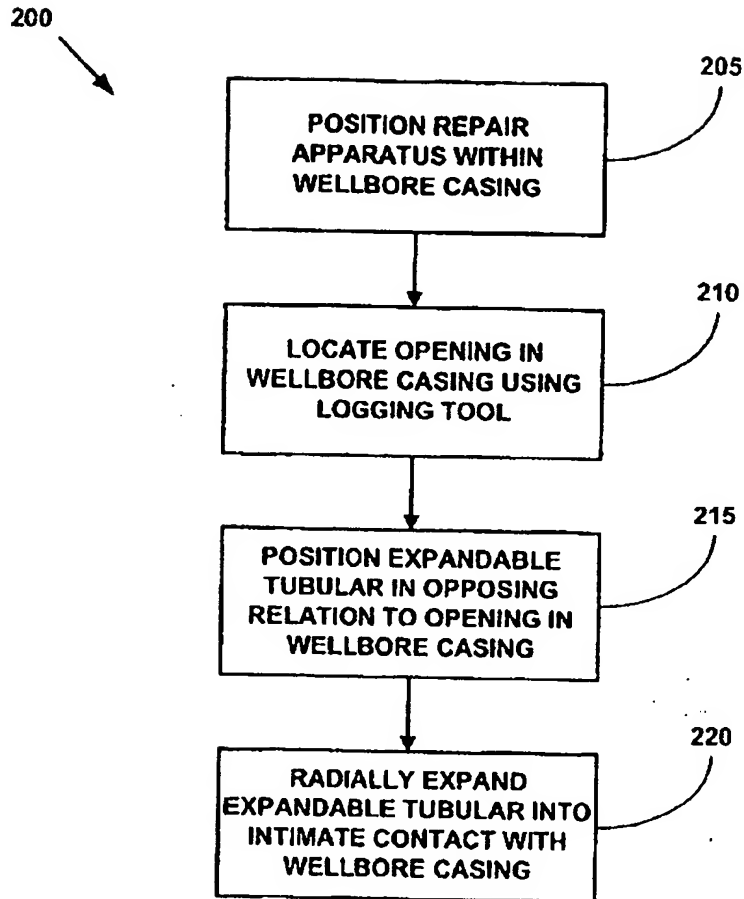 200
205
POSITION REPAIR
APPARATUS WITHIN
WELLBORE CASING
210
LOCATE OPENING IN
WELLBORE CASING USING
LOGGING TOOL
215
POSITION EXPANDABLE
TUBULAR IN OPPOSING
RELATION TO OPENING IN
WELLBORE CASING
220
RADIALLY EXPAND
EXPANDABLE TUBULAR INTO
INTIMATE CONTACT WITH
WELLBORE CASING